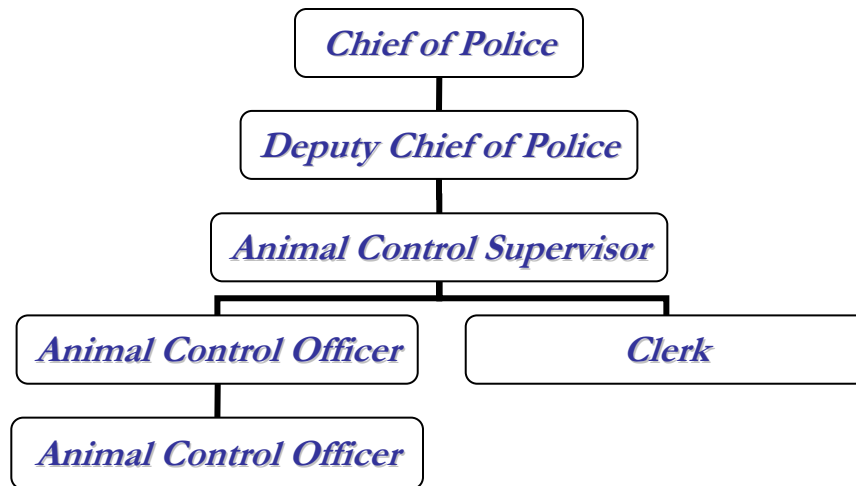 Chief of Police
Deputy Chief of Police
Animal Control Supervisor
Animal Control Officer
Clerk
Animal Control Officer